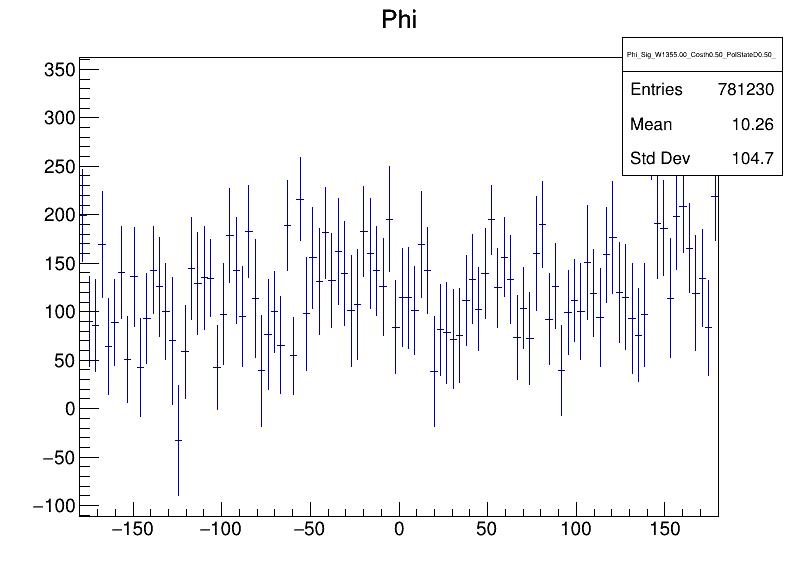 Phi
Phi_Sig_W1355.00_Costh0.50_PolStateD0.50_
Entries 781230
Mean 10.26
Std Dev 104.7
350
300
250
200
150
100
50
0
−50
−100
−150 −100 −50 0 50 100 150